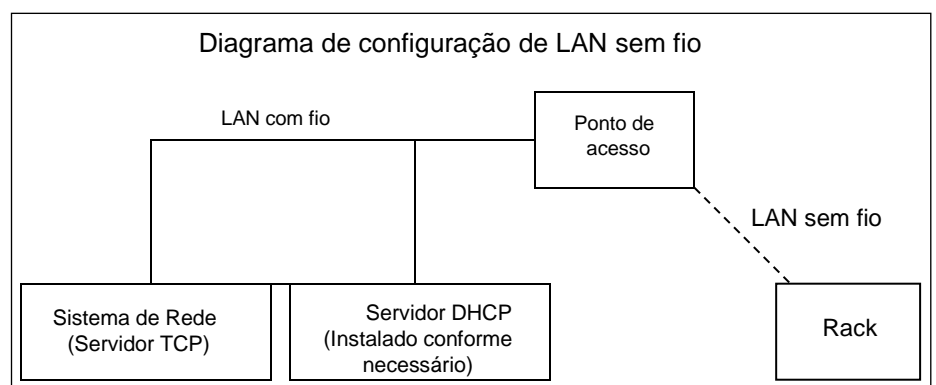 Diagrama de configuração de LAN sem fio
LAN com fio
Ponto de
acesso
LAN sem fio
Sistema de Rede
(Servidor TCP)
Servidor DHCP
(Instalado conforme
necessário)
Rack